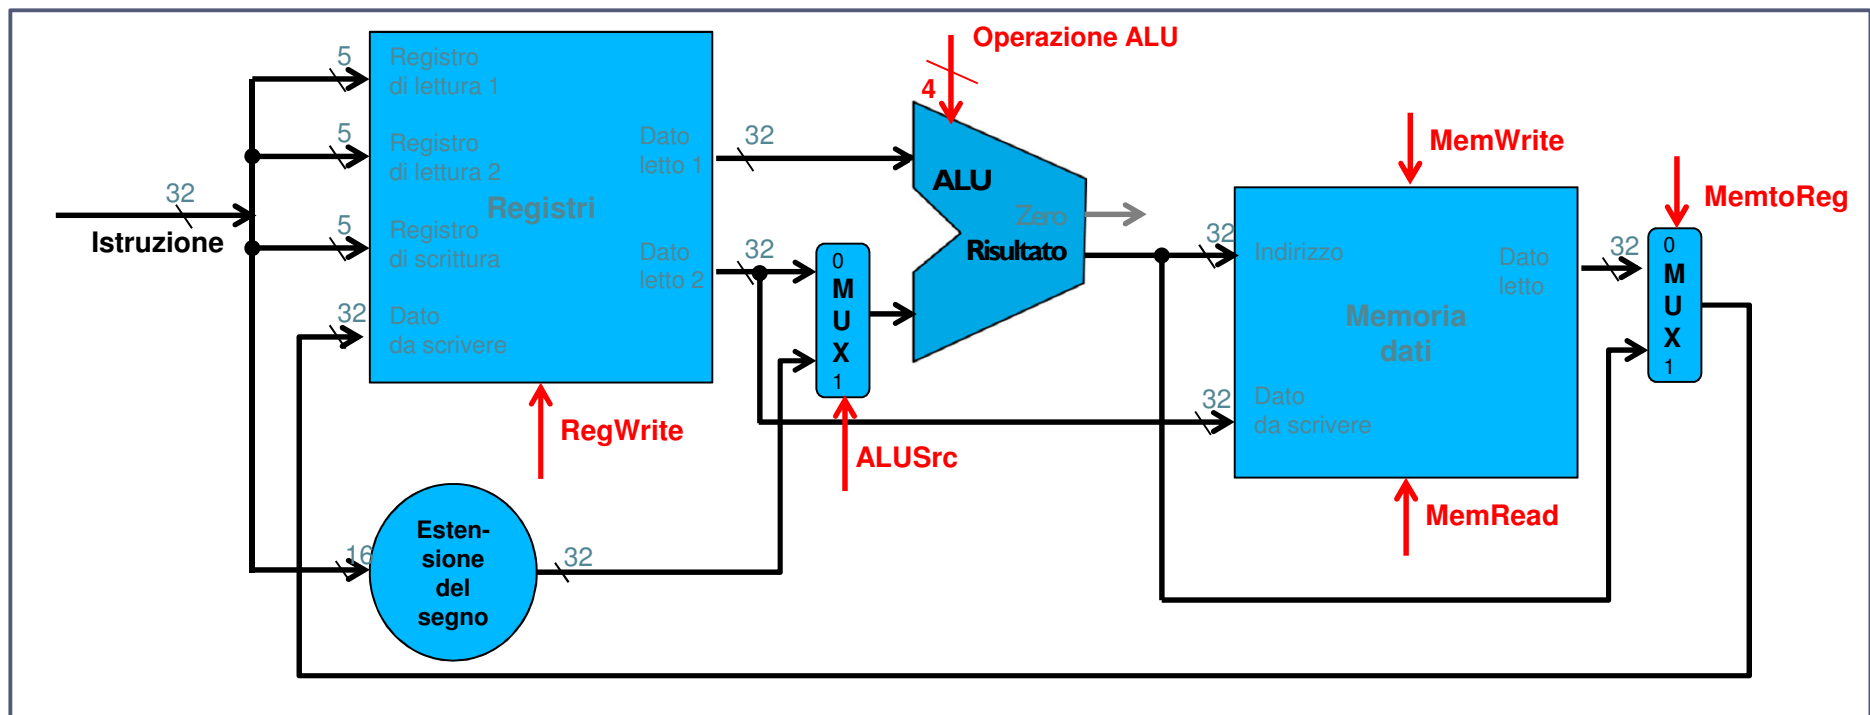 Operazione ALU
4
5
Registro
di lettura 1
5
Registro
di lettura 2
32
Istruzione
5
Registro
di scrittura
32
Dato
da scrivere
Registri
Dato
letto 1
32
Dato
letto 2
32
RegWrite
16
Esten-
sione
del
segno
32
0
M
U
X
1
ALUSrc
ALU
Zero
Risultato
MemWrite
32
Indirizzo
Memoria
dati
Dato
letto
32
32
Dato
da scrivere
MemRead
MemtoReg
0
M
U
X
1